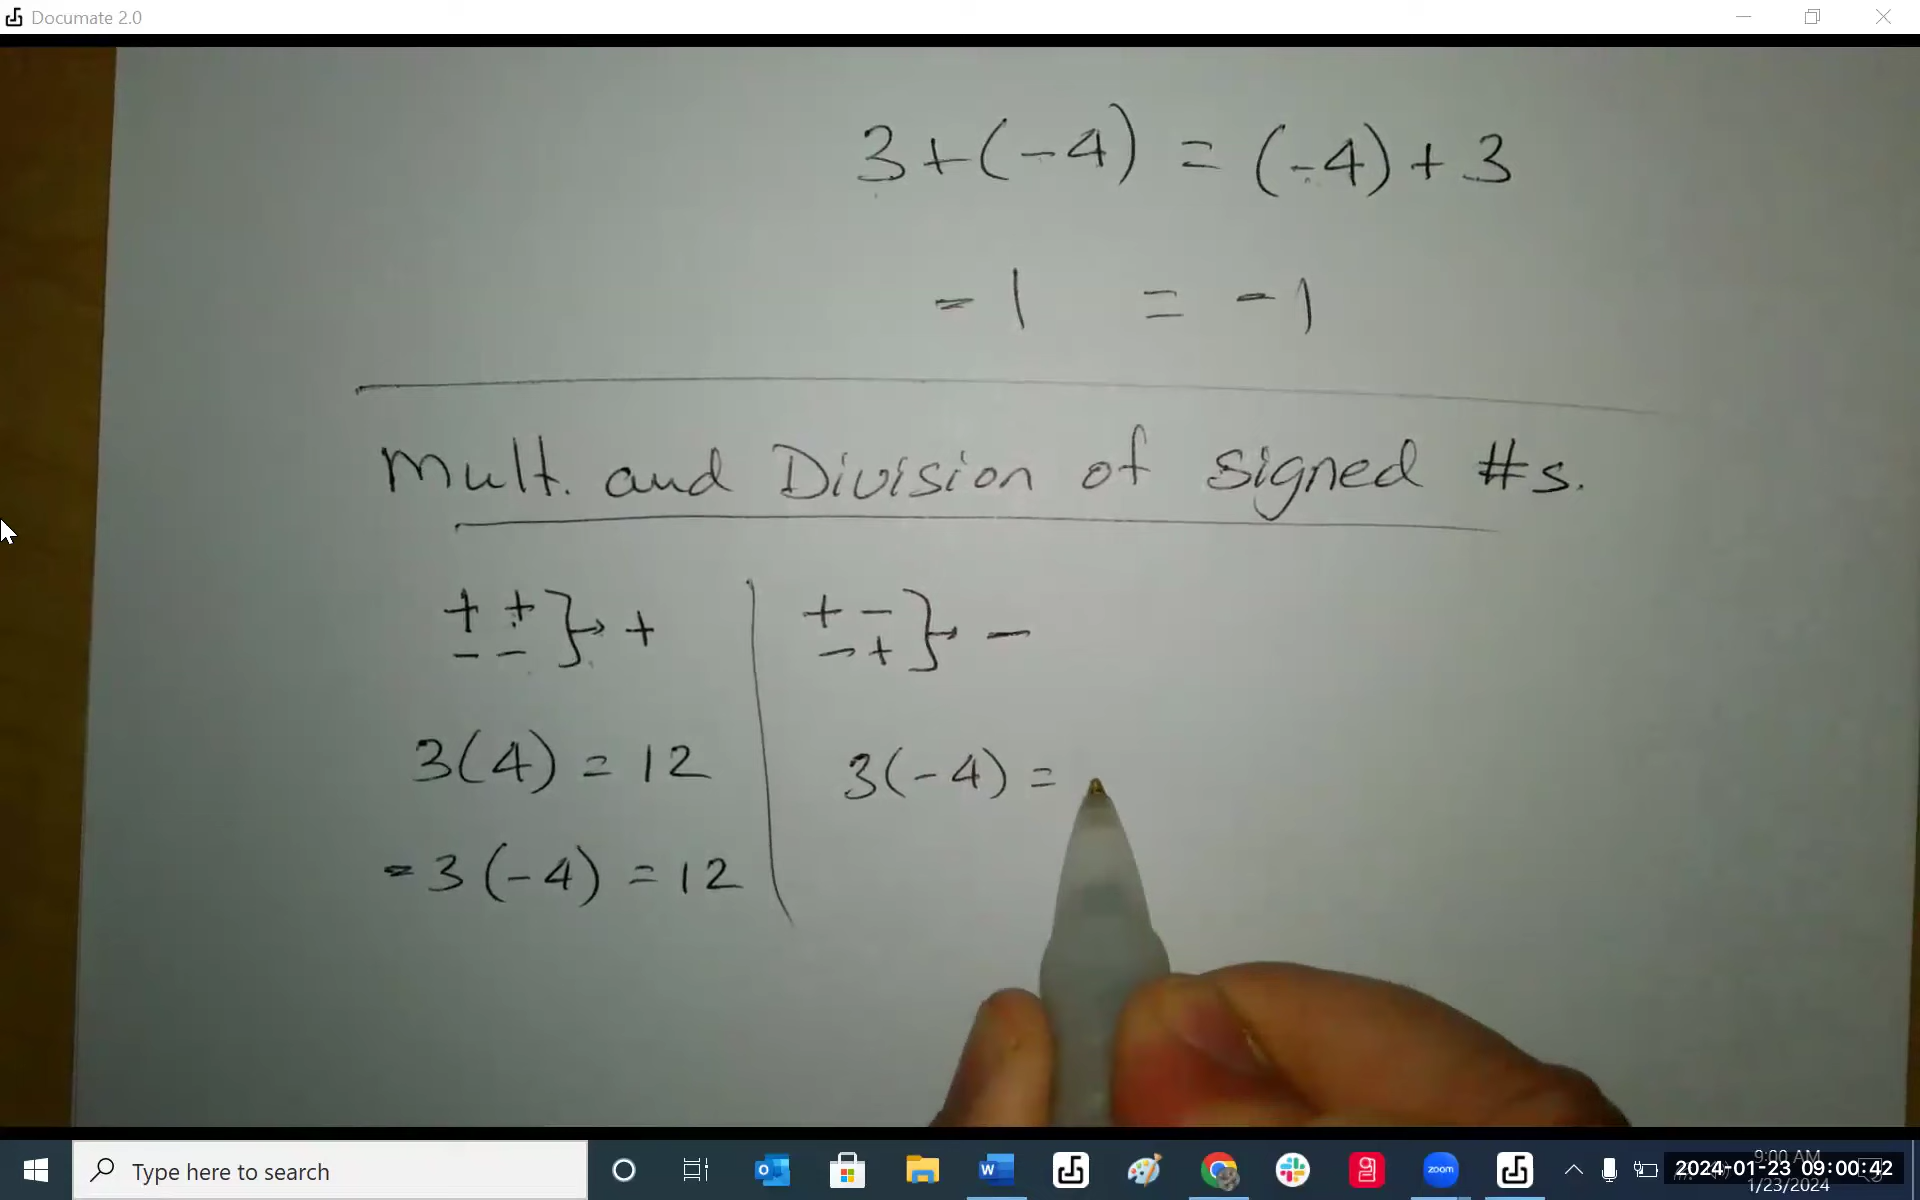 Documate 2.0
3+(-4) = (-4)+3
-1 = -1
Mult. and Division of signed #s.
+ + } → +
- -
+ - } → -
- +
3(4) = 12
3(-4) =
-3(-4) = 12
Type here to search
9:00 AM
2024-01-23 09:00:42
1/23/2024
zoom